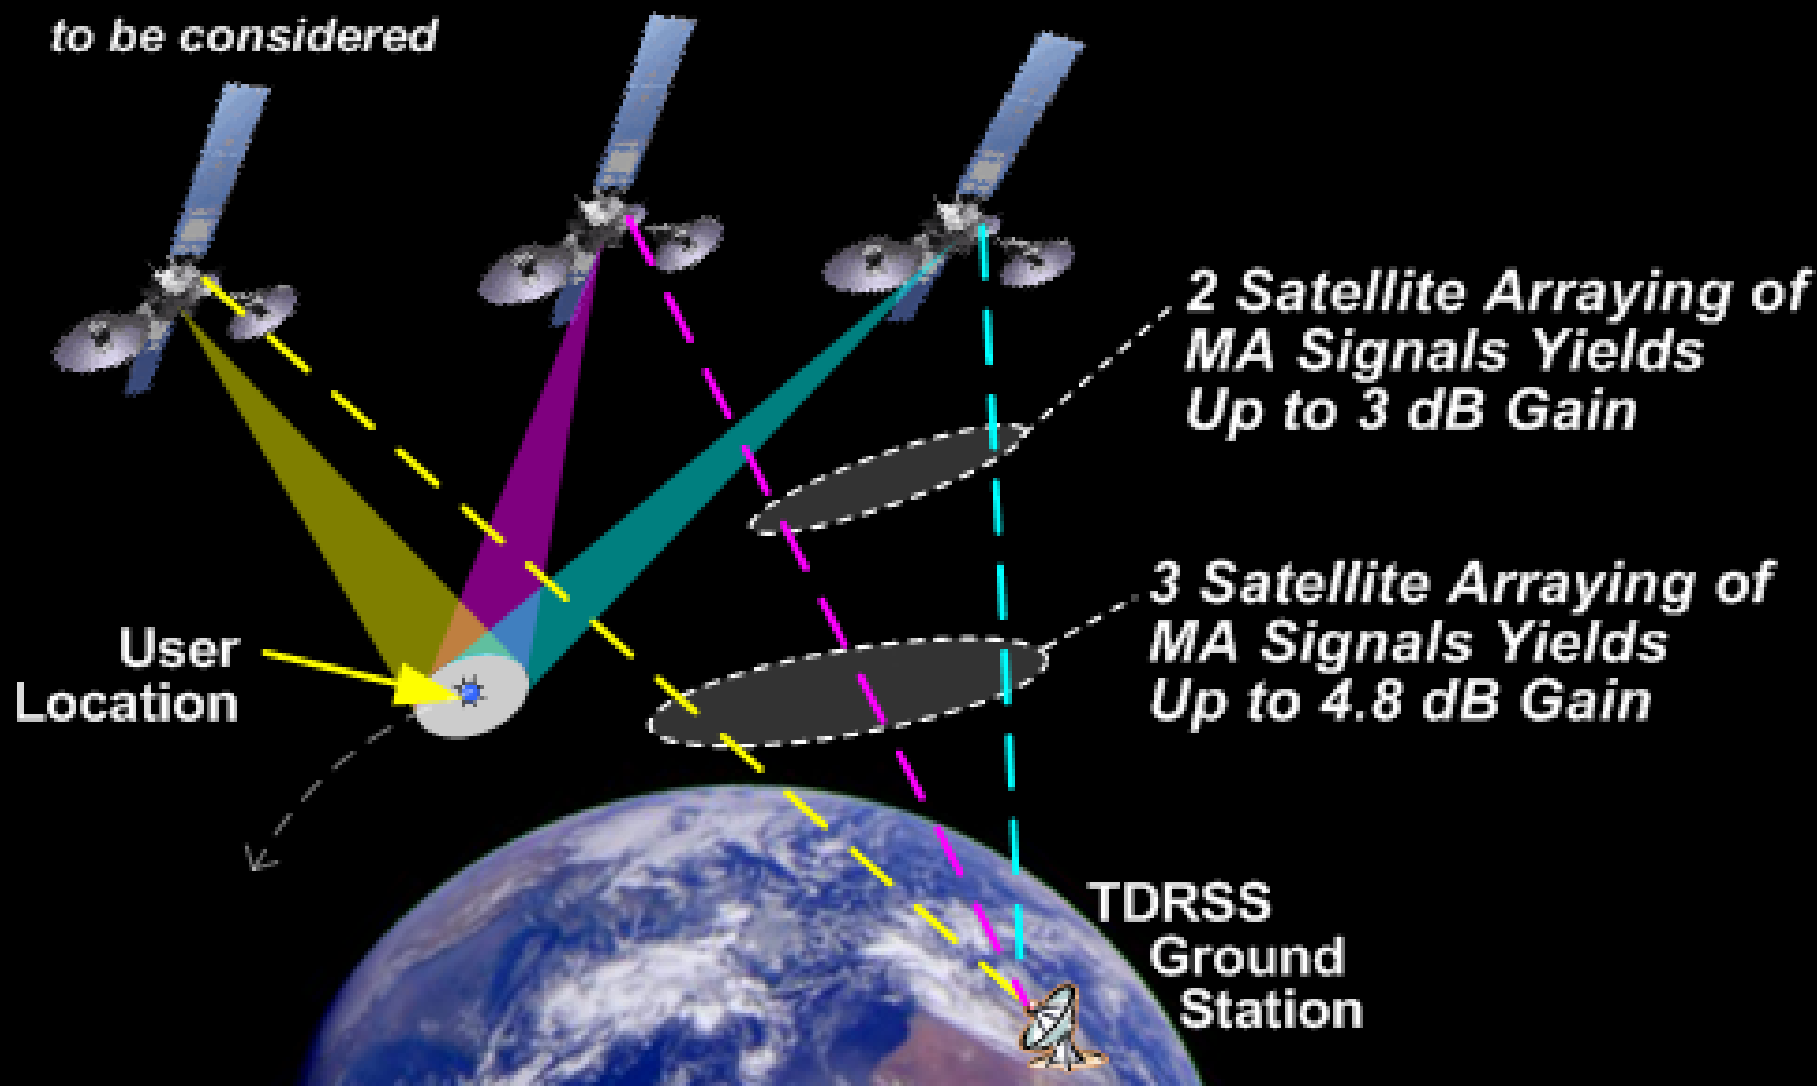 to be considered
2 Satellite Arraying of
MA Signals Yields
Up to 3 dB Gain
3 Satellite Arraying of
MA Signals Yields
Up to 4.8 dB Gain
User
Location
TDRSS
Ground
Station